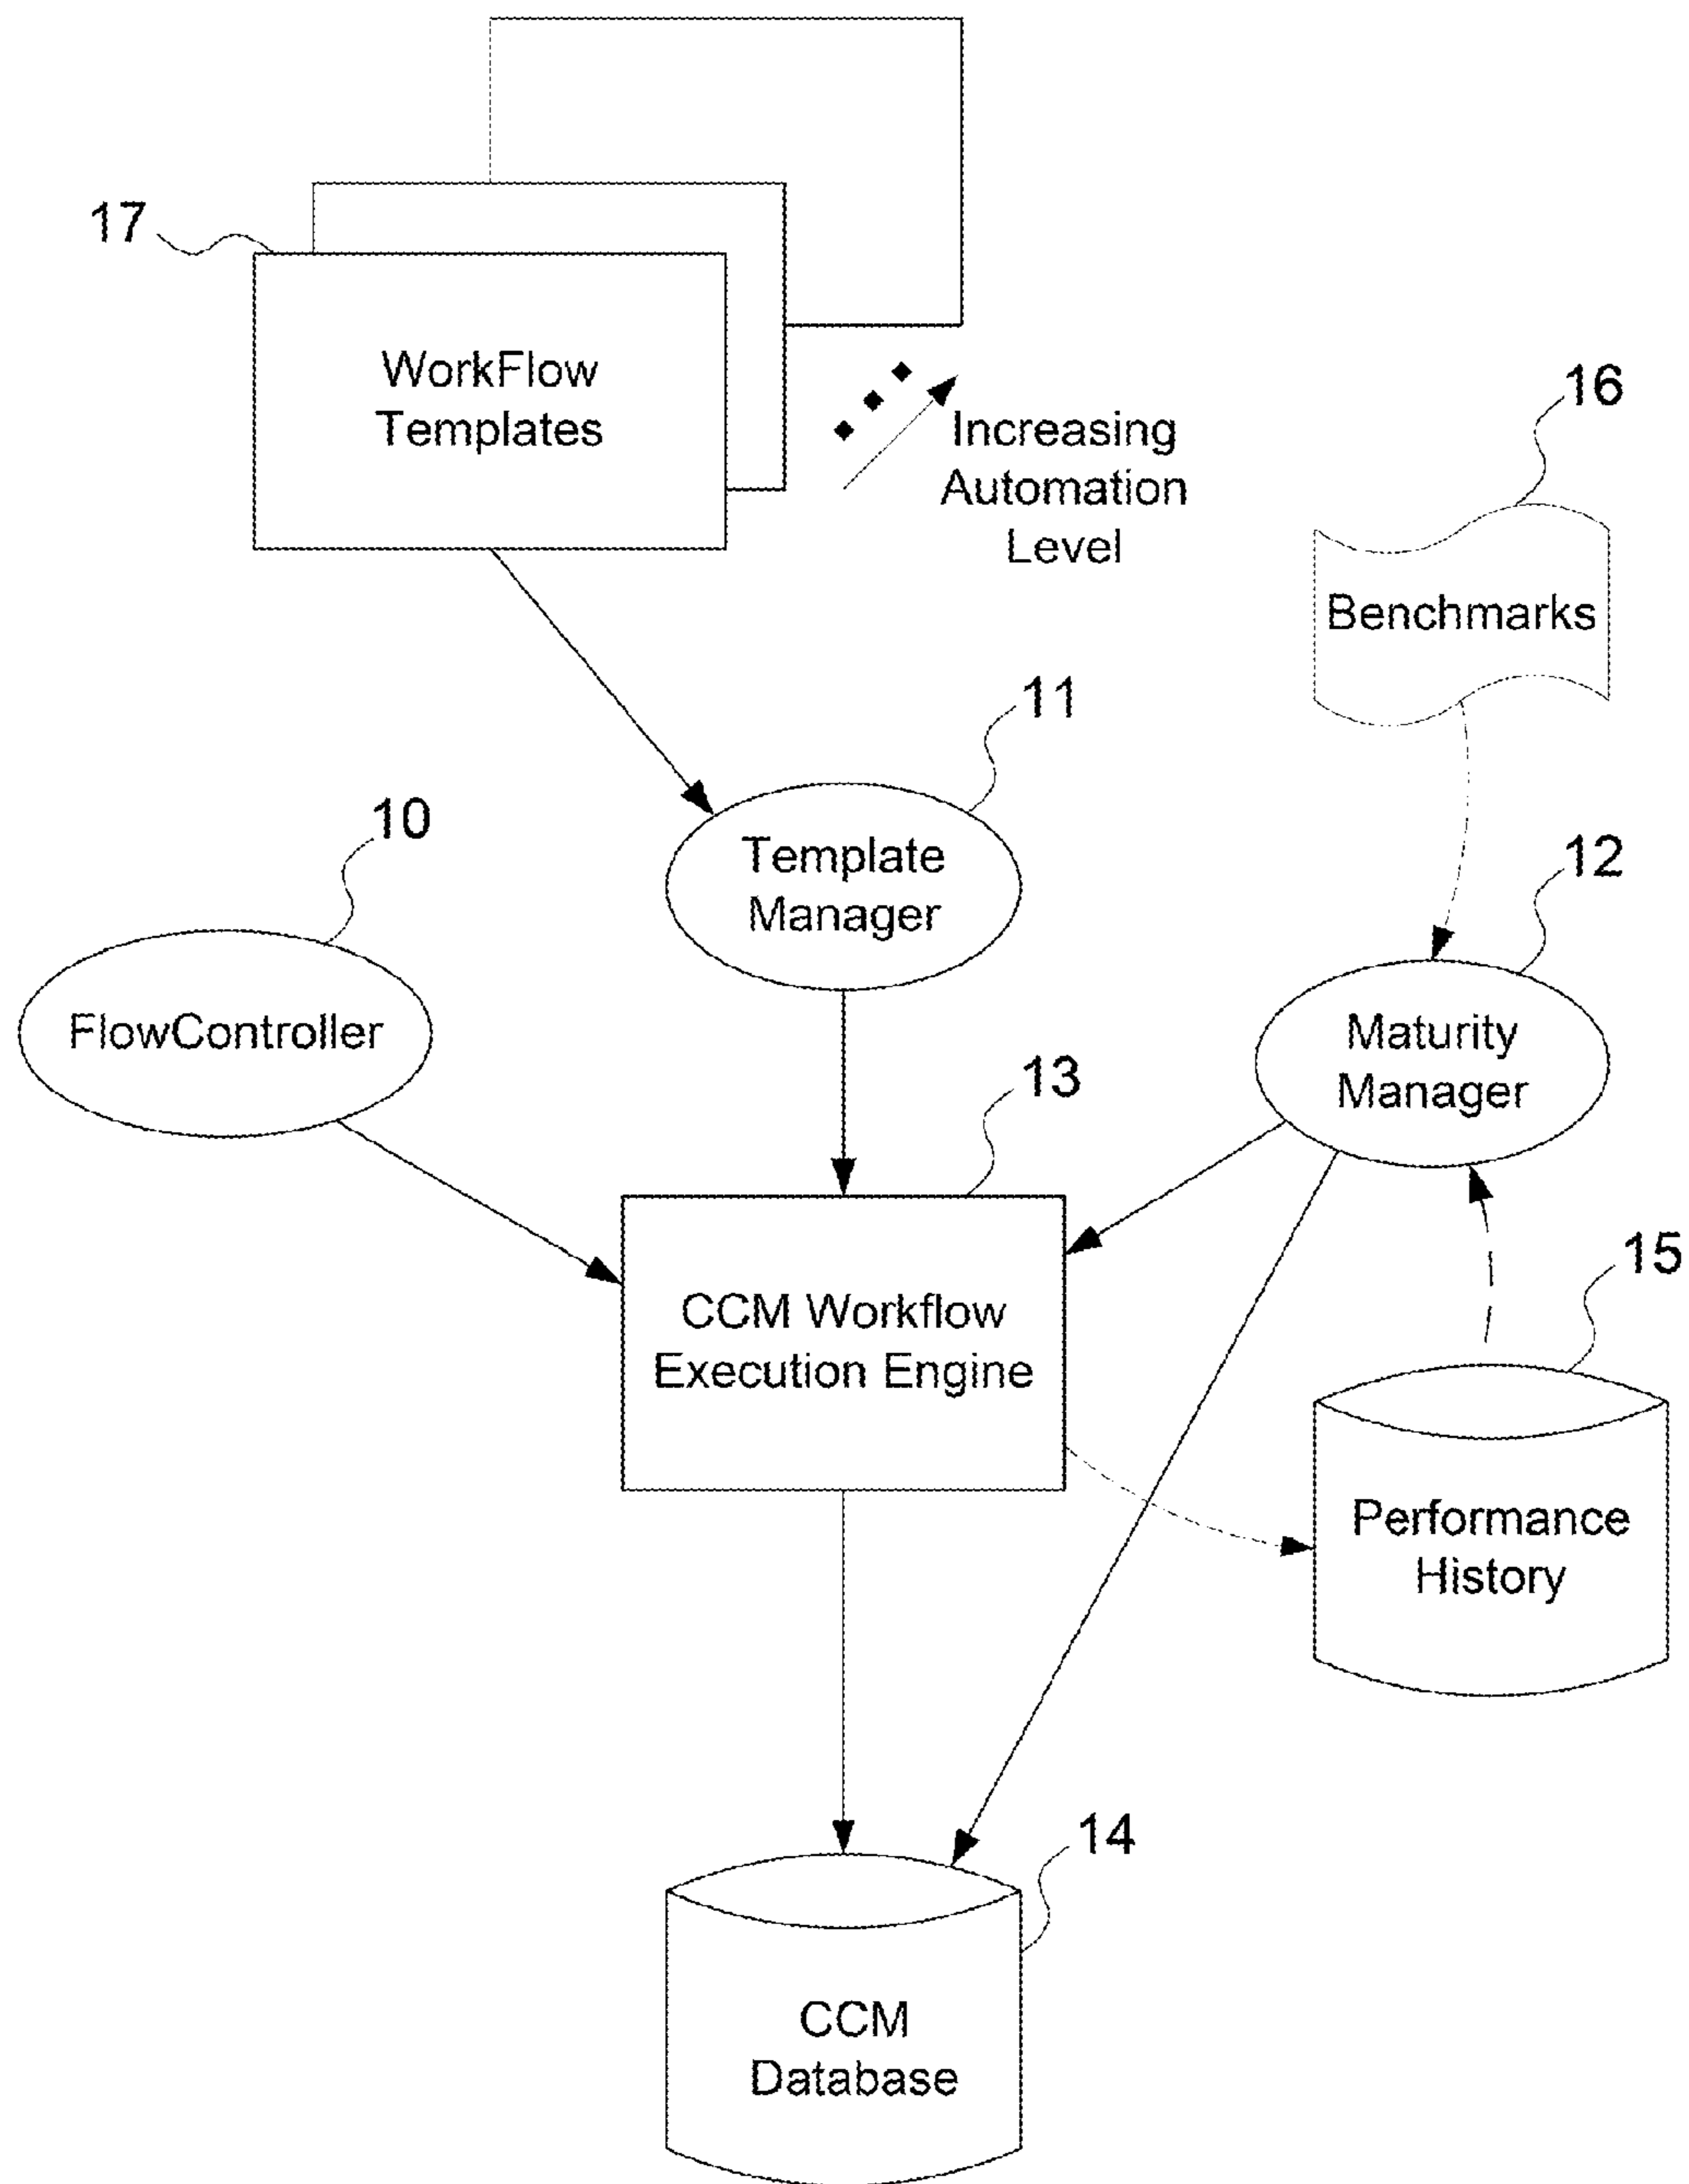 17
WorkFlow
Templates
Increasing
Automation
Level
16
Benchmarks
11
Template
Manager
10
FlowController
12
Maturity
Manager
13
CCM Workflow
Execution Engine
15
Performance
History
14
CCM
Database